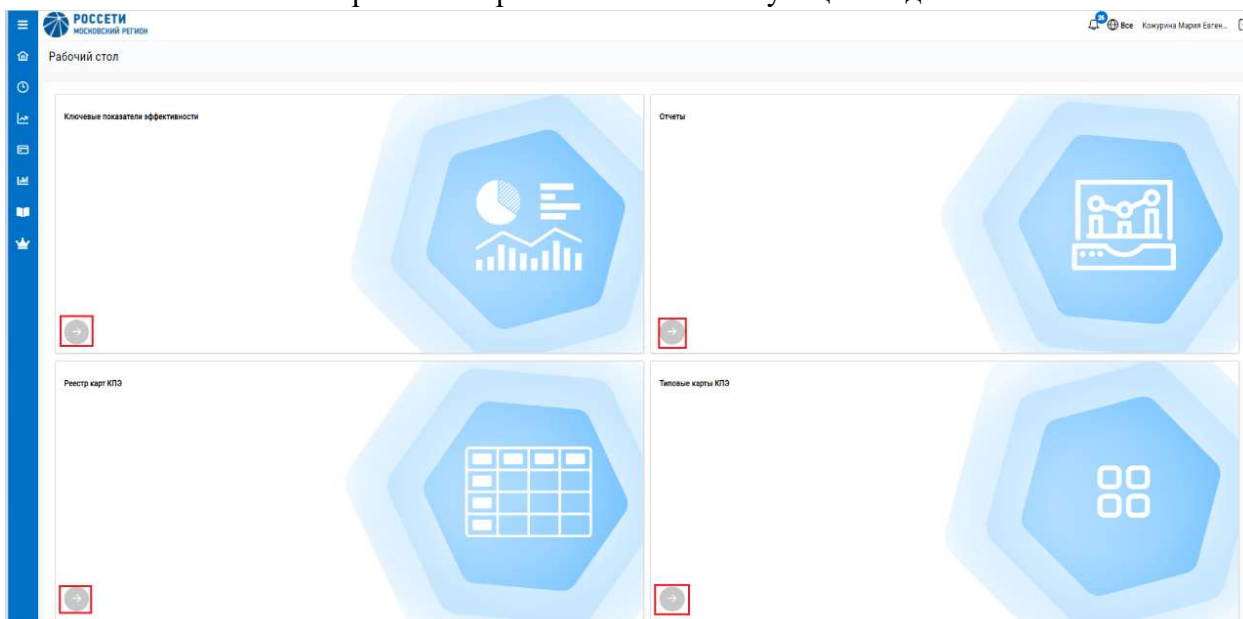 РОССЕТИ
МОСКОВСКИЙ РЕГИОН
26
Все
Кожурина Мария Евген...
Рабочий стол
Ключевые показатели эффективности
Отчеты
Реестр карт КПЭ
Типовые карты КПЭ